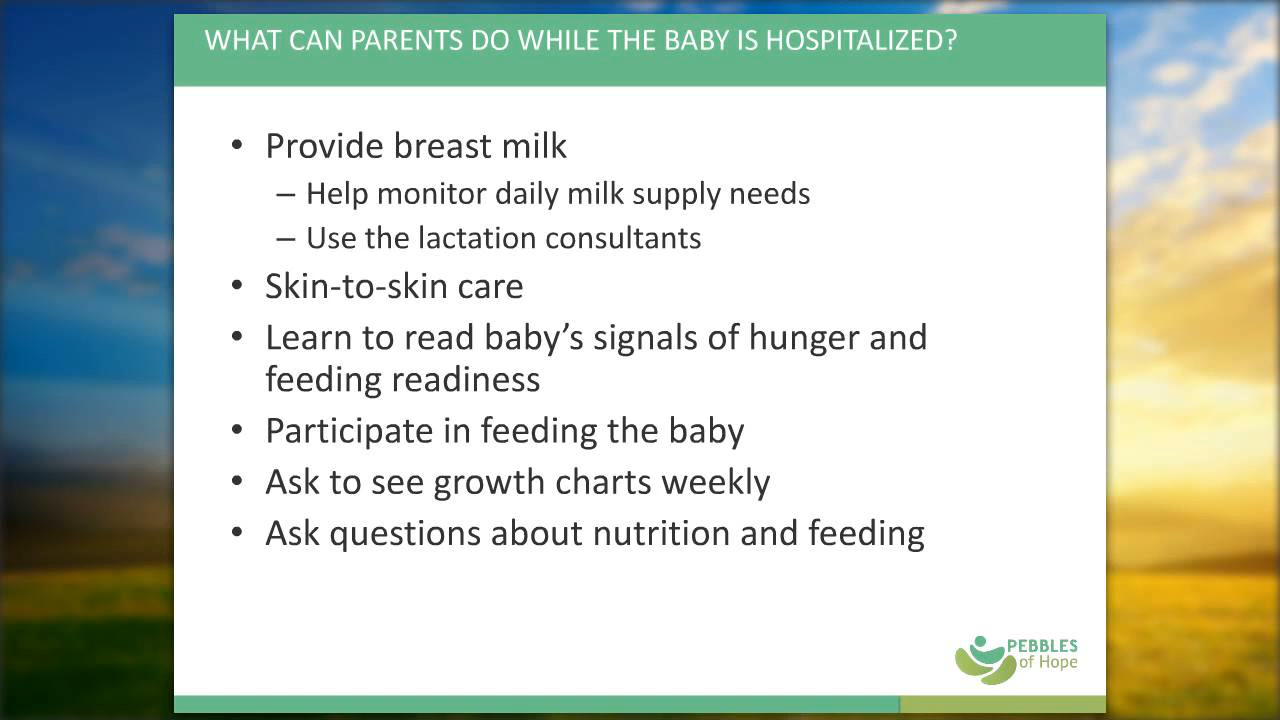 WHAT CAN PARENTS DO WHILE THE BABY IS HOSPITALIZED?
• Provide breast milk
– Help monitor daily milk supply needs
– Use the lactation consultants
• Skin-to-skin care
• Learn to read baby’s signals of hunger and
feeding readiness
• Participate in feeding the baby
• Ask to see growth charts weekly
• Ask questions about nutrition and feeding
PEBBLES
of Hope